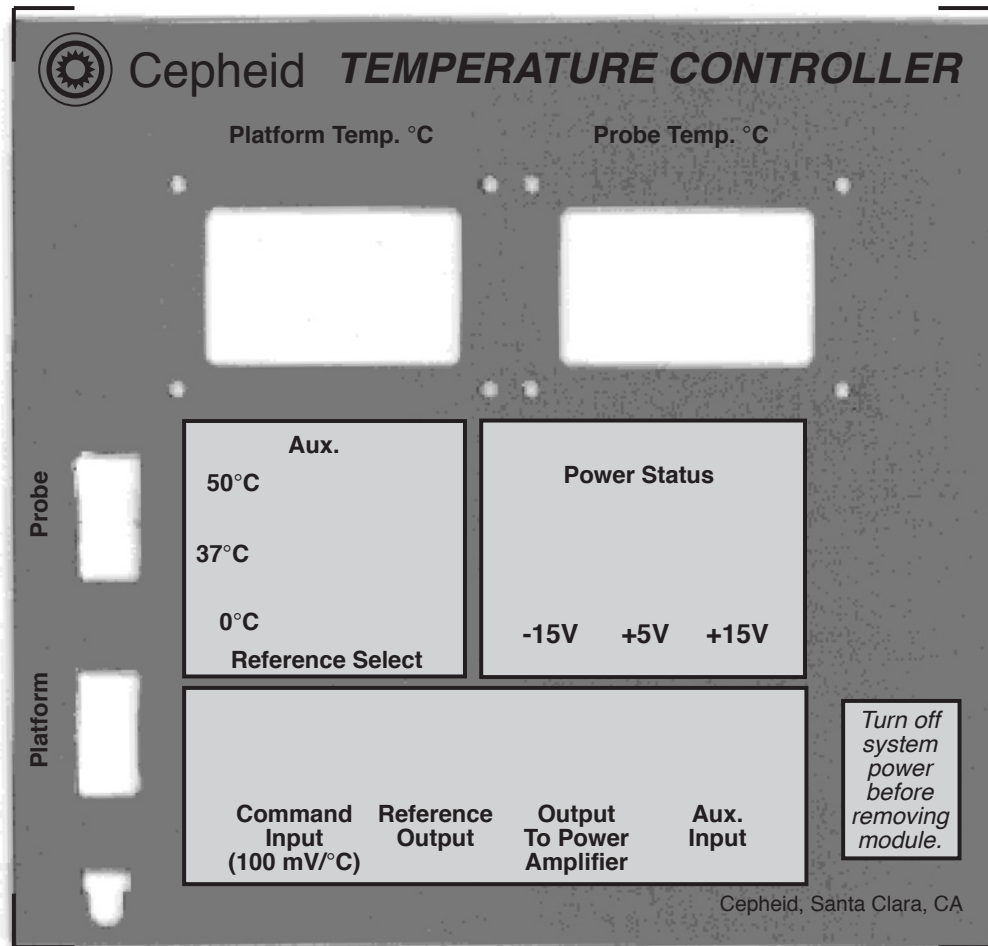 Cepheid TEMPERATURE CONTROLLER
Platform Temp. °C
Probe Temp. °C
Probe
Aux.
50°C
37°C
0°C
Reference Select
Power Status
-15V +5V +15V
Platform
Command
Input
(100 mV/°C)
Reference
Output
Output
To Power
Amplifier
Aux.
Input
Turn off
system
power
before
removing
module.
Cepheid, Santa Clara, CA